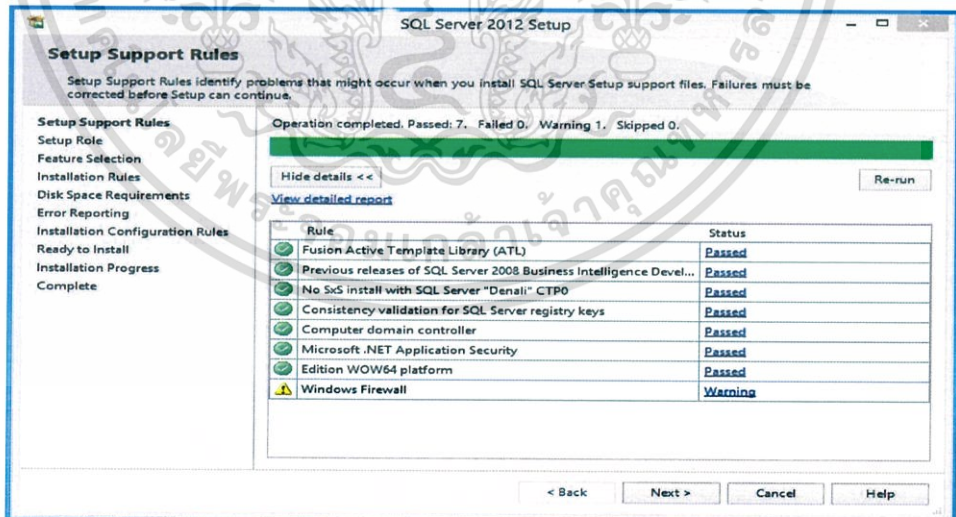 SQL Server 2012 Setup
Setup Support Rules
Setup Support Rules identify problems that might occur when you install SQL Server Setup support files. Failures must be
corrected before Setup can continue.
Setup Support Rules
Setup Role
Feature Selection
Installation Rules
Disk Space Requirements
Error Reporting
Installation Configuration Rules
Ready to Install
Installation Progress
Complete
Operation completed. Passed: 7. Failed 0. Warning 1. Skipped 0.
Hide details <<
Re-run
View detailed report
Rule Status
Fusion Active Template Library (ATL) Passed
Previous releases of SQL Server 2008 Business Intelligence Devel... Passed
No SxS install with SQL Server "Denali" CTP0 Passed
Consistency validation for SQL Server registry keys Passed
Computer domain controller Passed
Microsoft .NET Application Security Passed
Edition WOW64 platform Passed
Windows Firewall Warning
< Back Next > Cancel Help